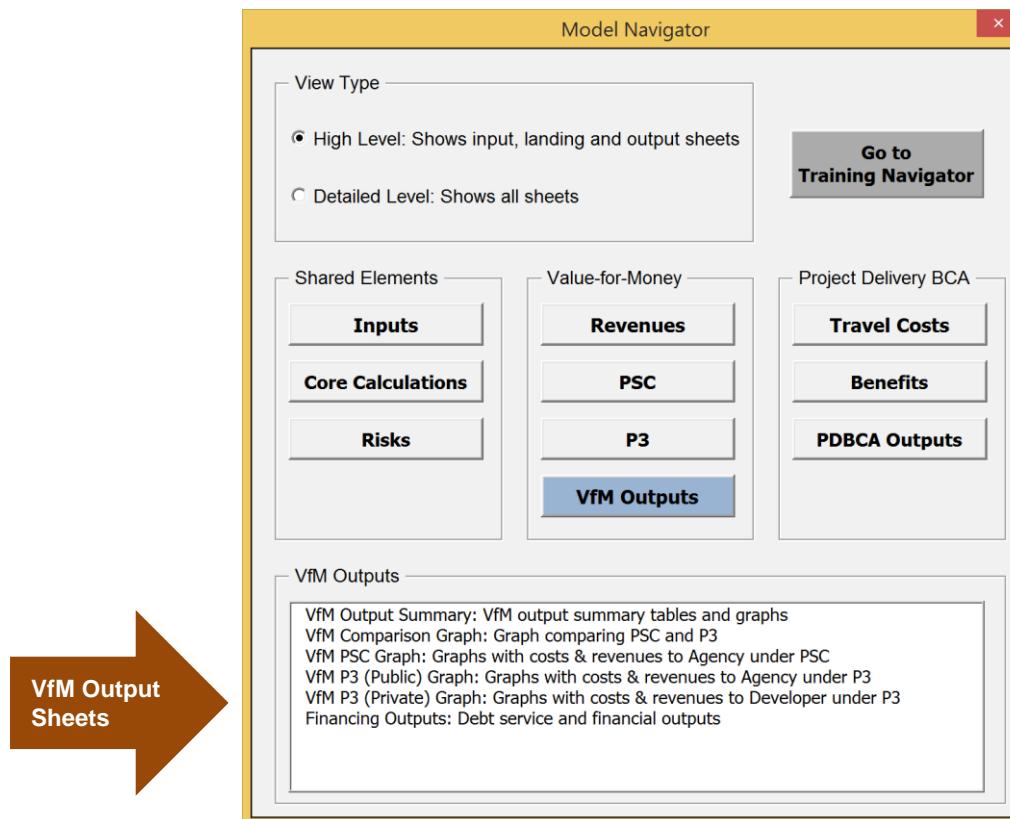 Model Navigator
×
View Type
High Level: Shows input, landing and output sheets
Detailed Level: Shows all sheets
Go to
Training Navigator
Shared Elements
Inputs
Core Calculations
Risks
Value-for-Money
Revenues
PSC
P3
VfM Outputs
Project Delivery BCA
Travel Costs
Benefits
PDBCA Outputs
VfM Outputs
VfM Output Summary: VfM output summary tables and graphs
VfM Comparison Graph: Graph comparing PSC and P3
VfM PSC Graph: Graphs with costs & revenues to Agency under PSC
VfM P3 (Public) Graph: Graphs with costs & revenues to Agency under P3
VfM P3 (Private) Graph: Graphs with costs & revenues to Developer under P3
Financing Outputs: Debt service and financial outputs
VfM Output
Sheets